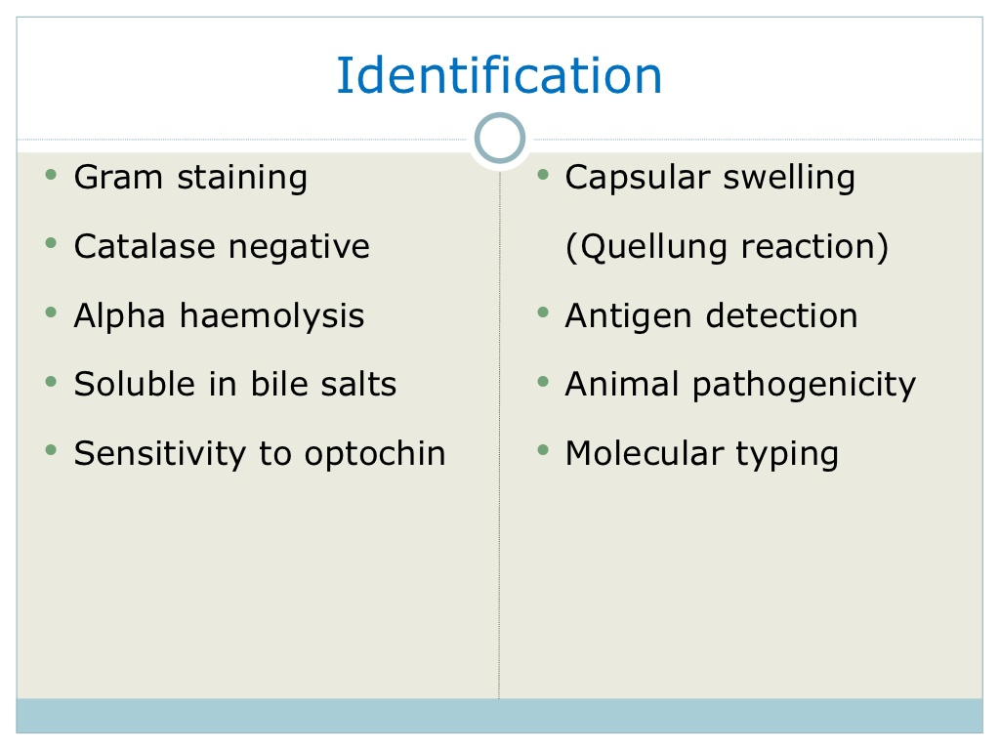 Identification
• Gram staining
• Catalase negative
• Alpha haemolysis
• Soluble in bile salts
• Sensitivity to optochin
• Capsular swelling
(Quellung reaction)
• Antigen detection
• Animal pathogenicity
• Molecular typing